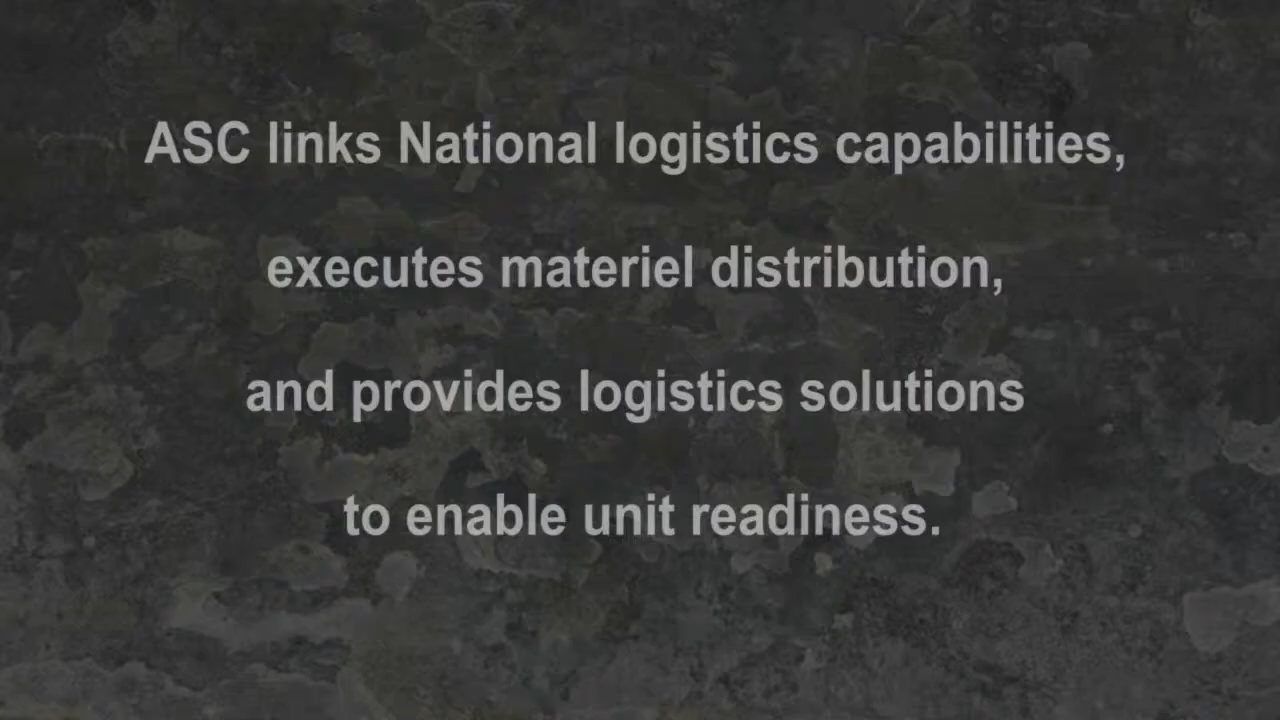 ASC links National logistics capabilities,
executes materiel distribution,
and provides logistics solutions
to enable unit readiness.